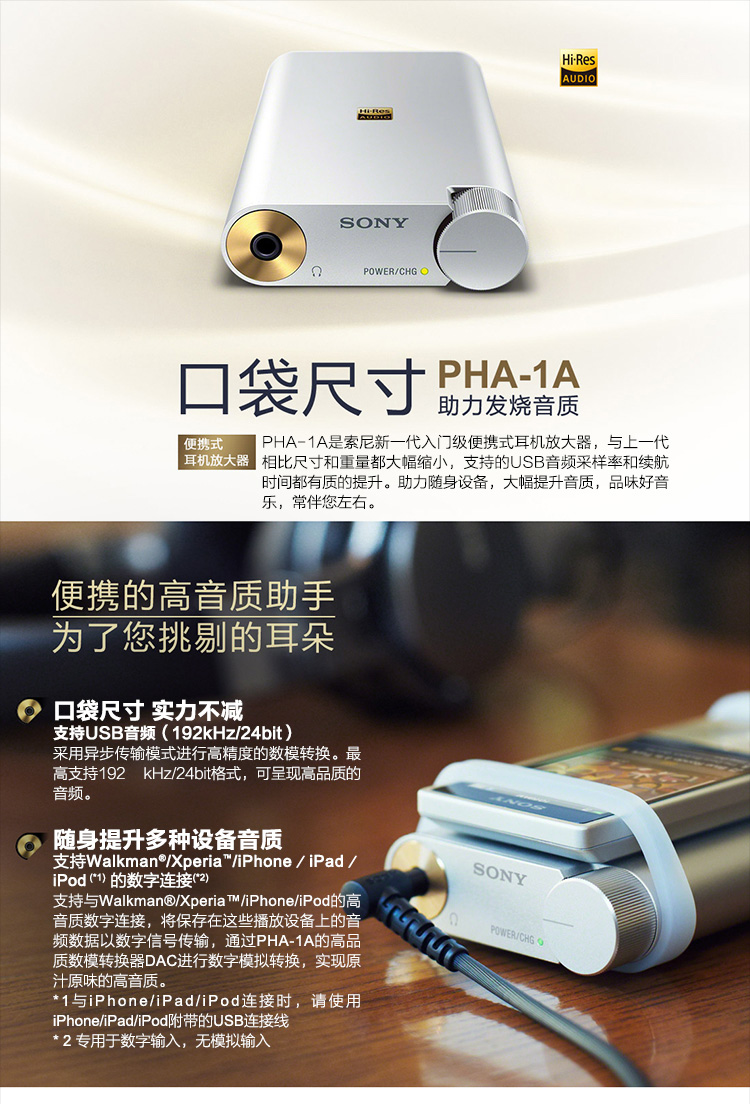 Hi-Res
AUDIO
Hi-Res
AUDIO
SONY
POWER/CHG
口袋尺寸
PHA-1A
助力发烧音质
便携式
耳机放大器
PHA-1A是索尼新一代入门级便携式耳机放大器，与上一代
相比尺寸和重量都大幅缩小，支持的USB音频采样率和续航
时间都有质的提升。助力随身设备，大幅提升音质，品味好音
乐，常伴您左右。
便携的高音质助手
为了您挑剔的耳朵
口袋尺寸 实力不减
支持USB音频（192kHz/24bit）
采用异步传输模式进行高精度的数模转换。最
高支持192 kHz/24bit格式，可呈现高品质的
音频。
随身提升多种设备音质
支持Walkman®/Xperia™/iPhone / iPad /
iPod (*1) 的数字连接(*2)
支持与Walkman®/Xperia™/iPhone/iPod的高
音质数字连接，将保存在这些播放设备上的音
频数据以数字信号传输，通过PHA-1A的高品
质数模转换器DAC进行数字模拟转换，实现原
汁原味的高音质。
*1与iPhone/iPad/iPod连接时，请使用
iPhone/iPad/iPod附带的USB连接线
* 2 专用于数字输入，无模拟输入
SONY
SONY
POWER/CHG